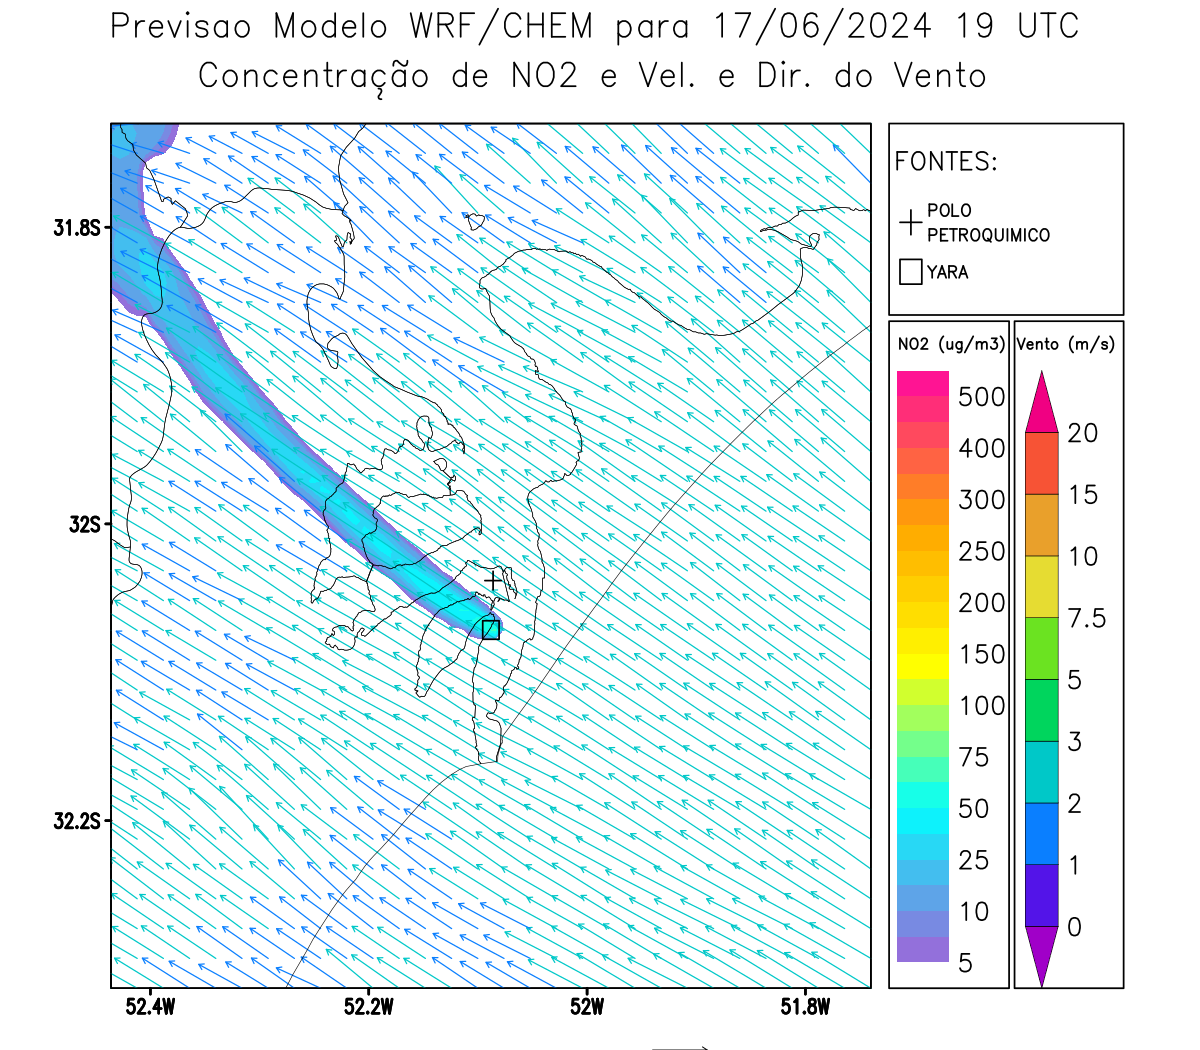 Previsao Modelo WRF/CHEM para 17/06/2024 19 UTC
Concentração de NO2 e Vel. e Dir. do Vento
FONTES:
POLO
PETROQUIMICO
YARA
NO2 (ug/m3)
500
400
300
250
200
150
100
75
50
25
10
5
Vento (m/s)
20
15
10
7.5
5
3
2
1
0
31.8S
32S
32.2S
52.4W
52.2W
52W
51.8W